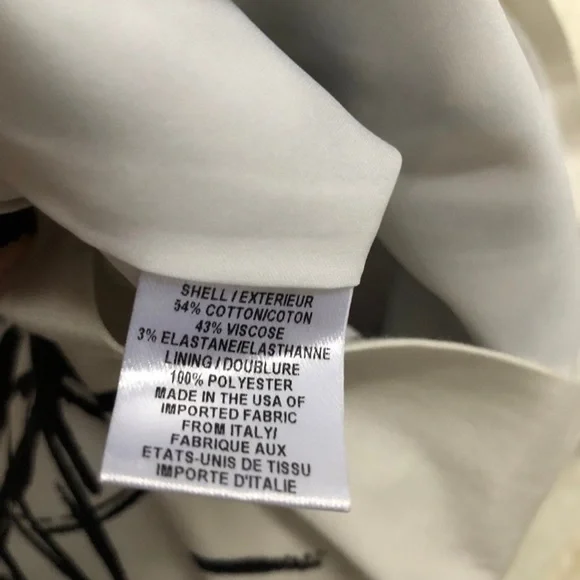 SHELL/EXTERIEUR
54% COTTON/COTON
43% VISCOSE
3% ELASTANE/ELASTHANNE
LINING/DOUBLURE
100% POLYESTER
MADE IN THE USA OF
IMPORTED FABRIC
FROM ITALY/
FABRIQUE AUX
ETATS-UNIS DE TISSU
IMPORTE D'ITALIE